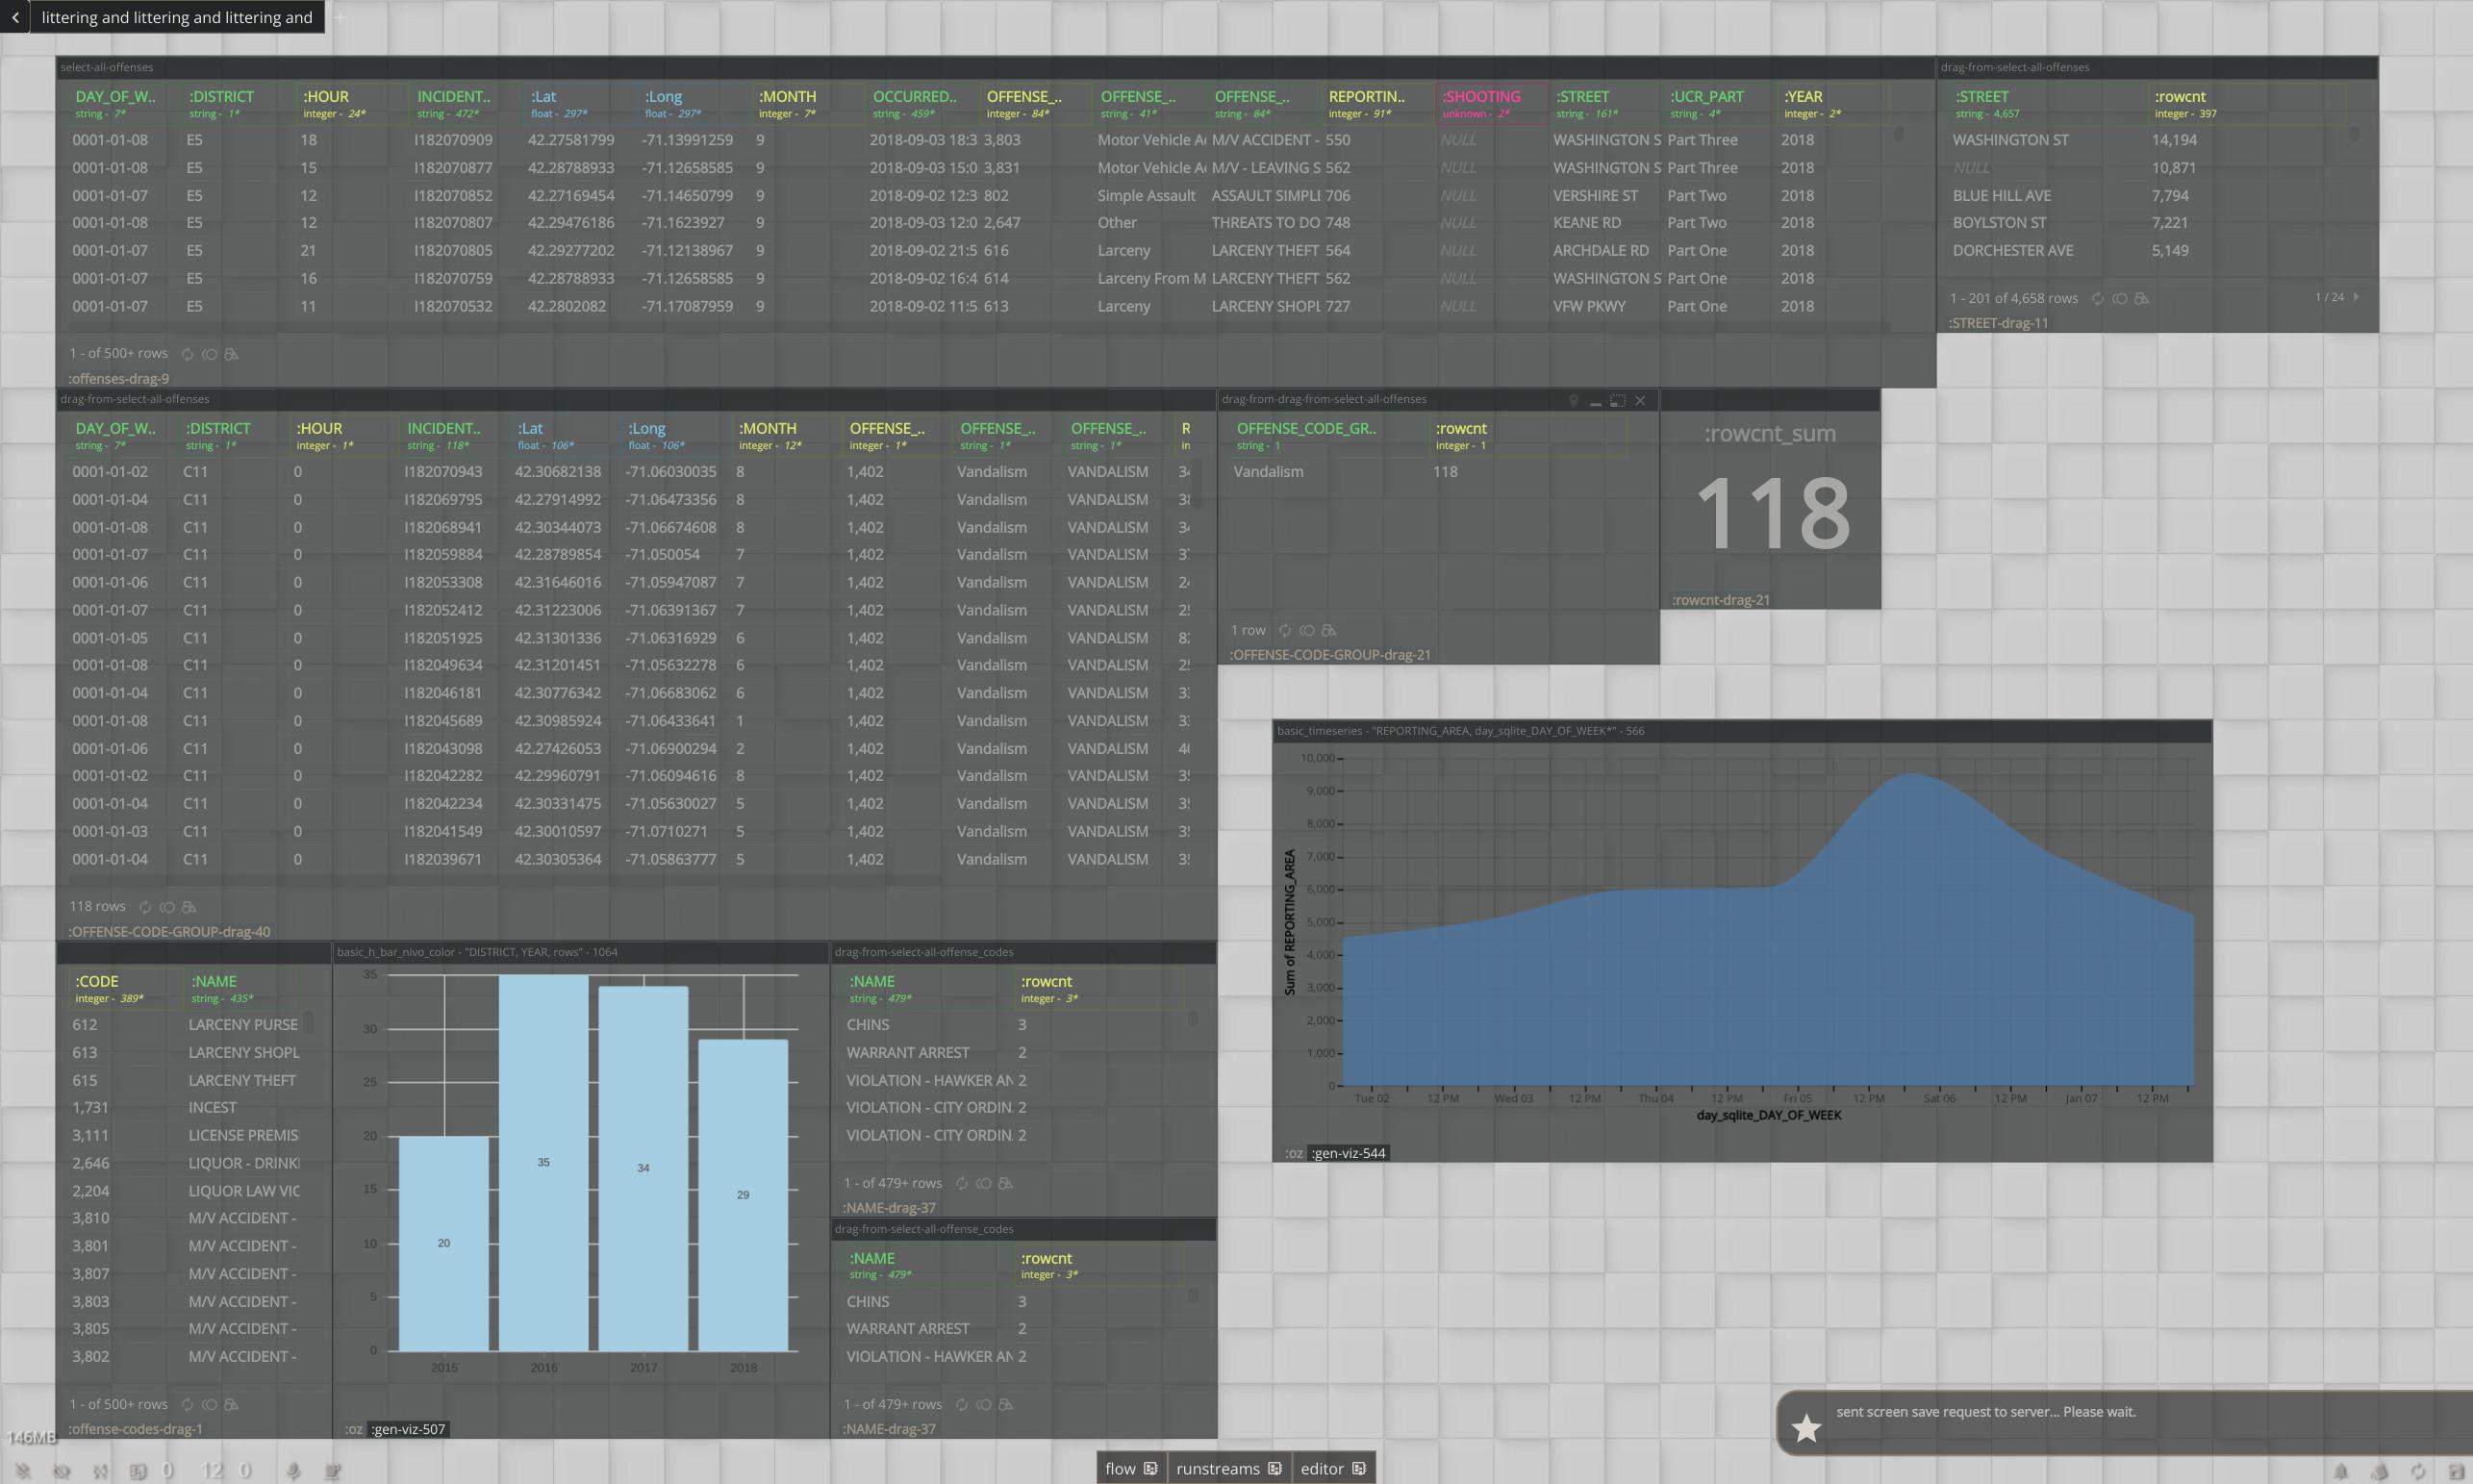 littering and littering and littering and +
select-all-offenses
DAY_OF_W.. :DISTRICT :HOUR INCIDENT.. :Lat :Long :MONTH OCCURRED.. OFFENSE_.. OFFENSE_.. OFFENSE_.. REPORTIN.. :SHOOTING :STREET :UCR_PART :YEAR
string - 7* string - 1* integer - 24* string - 472* float - 297* float - 297* integer - 7* string - 459* integer - 84* string - 41* string - 84* integer - 91* unknown - 2* string - 161* string - 4* integer - 2*
0001-01-08 E5 18 I182070909 42.27581799 -71.13991259 9 2018-09-03 18:3 3,803 Motor Vehicle A M/V ACCIDENT - 550 NULL WASHINGTON S Part Three 2018
0001-01-08 E5 15 I182070877 42.28788933 -71.12658585 9 2018-09-03 15:0 3,831 Motor Vehicle A M/V - LEAVING S 562 NULL WASHINGTON S Part Three 2018
0001-01-07 E5 12 I182070852 42.27169454 -71.14650799 9 2018-09-02 12:3 802 Simple Assault ASSAULT SIMPL 706 NULL VERSHIRE ST Part Two 2018
0001-01-08 E5 12 I182070807 42.29476186 -71.1623927 9 2018-09-03 12:0 2,647 Other THREATS TO DO 748 NULL KEANE RD Part Two 2018
0001-01-07 E5 21 I182070805 42.29277202 -71.12138967 9 2018-09-02 21:5 616 Larceny LARCENY THEFT 564 NULL ARCHDALE RD Part One 2018
0001-01-07 E5 16 I182070759 42.28788933 -71.12658585 9 2018-09-02 16:4 614 Larceny From M LARCENY THEFT 562 NULL WASHINGTON S Part One 2018
0001-01-07 E5 11 I182070532 42.2802082 -71.17087959 9 2018-09-02 11:5 613 Larceny LARCENY SHOPL 727 NULL VFW PKWY Part One 2018
1 - of 500+ rows
:offenses-drag-9
drag-from-select-all-offenses
:STREET :rowcnt
string - 4,657 integer - 397
WASHINGTON ST 14,194
NULL 10,871
BLUE HILL AVE 7,794
BOYLSTON ST 7,221
DORCHESTER AVE 5,149
1 - 201 of 4,658 rows 1 / 24
:STREET-drag-11
drag-from-select-all-offenses
DAY_OF_W.. :DISTRICT :HOUR INCIDENT.. :Lat :Long :MONTH OFFENSE_.. OFFENSE_.. OFFENSE_.. R
string - 7* string - 1* integer - 1* string - 118* float - 106* float - 106* integer - 12* integer - 1* string - 1* string - 1* in
0001-01-02 C11 0 I182070943 42.30682138 -71.06030035 8 1,402 Vandalism VANDALISM
0001-01-04 C11 0 I182069795 42.27914992 -71.06473356 8 1,402 Vandalism VANDALISM
0001-01-08 C11 0 I182068941 42.30344073 -71.06674608 8 1,402 Vandalism VANDALISM
0001-01-07 C11 0 I182059884 42.28789854 -71.050054 7 1,402 Vandalism VANDALISM
0001-01-06 C11 0 I182053308 42.31646016 -71.05947087 7 1,402 Vandalism VANDALISM
0001-01-07 C11 0 I182052412 42.31223006 -71.06391367 7 1,402 Vandalism VANDALISM
0001-01-05 C11 0 I182051925 42.31301336 -71.06316929 6 1,402 Vandalism VANDALISM
0001-01-08 C11 0 I182049634 42.31201451 -71.05632278 6 1,402 Vandalism VANDALISM
0001-01-04 C11 0 I182046181 42.30776342 -71.06683062 6 1,402 Vandalism VANDALISM
0001-01-08 C11 0 I182045689 42.30985924 -71.06433641 1 1,402 Vandalism VANDALISM
0001-01-06 C11 0 I182043098 42.27426053 -71.06900294 2 1,402 Vandalism VANDALISM
0001-01-02 C11 0 I182042282 42.29960791 -71.06094616 8 1,402 Vandalism VANDALISM
0001-01-04 C11 0 I182042234 42.30331475 -71.05630027 5 1,402 Vandalism VANDALISM
0001-01-03 C11 0 I182041549 42.30010597 -71.0710271 5 1,402 Vandalism VANDALISM
0001-01-04 C11 0 I182039671 42.30305364 -71.05863777 5 1,402 Vandalism VANDALISM
118 rows
:OFFENSE-CODE-GROUP-drag-40
drag-from-drag-from-select-all-offenses
OFFENSE_CODE_GR.. :rowcnt
string - 1 integer - 1
Vandalism 118
1 row
:OFFENSE-CODE-GROUP-drag-21
:rowcnt_sum
118
:rowcnt-drag-21
basic_timeseries - "REPORTING_AREA, day_sqlite_DAY_OF_WEEK*" - 566
10,000
9,000
8,000
7,000
6,000
5,000
4,000
3,000
2,000
1,000
0
Sum of REPORTING_AREA
Tue 02 12 PM Wed 03 12 PM Thu 04 12 PM Fri 05 12 PM Sat 06 12 PM Jan 07 12 PM
day_sqlite_DAY_OF_WEEK
:oz :gen-viz-544
:CODE :NAME
integer - 389* string - 435*
612 LARCENY PURSE
613 LARCENY SHOPL
615 LARCENY THEFT
1,731 INCEST
3,111 LICENSE PREMIS
2,646 LIQUOR - DRINK
2,204 LIQUOR LAW VIC
3,810 M/V ACCIDENT -
3,801 M/V ACCIDENT -
3,807 M/V ACCIDENT -
3,803 M/V ACCIDENT -
3,805 M/V ACCIDENT -
3,802 M/V ACCIDENT -
1 - of 500+ rows
:offense-codes-drag-1
basic_h_bar_nivo_color - "DISTRICT, YEAR, rows" - 1064
35
30
25
20
15
10
5
0
20 35 34 29
2015 2016 2017 2018
:oz :gen-viz-507
drag-from-select-all-offense_codes
:NAME :rowcnt
string - 479* integer - 3*
CHINS 3
WARRANT ARREST 2
VIOLATION - HAWKER AN 2
VIOLATION - CITY ORDIN. 2
VIOLATION - CITY ORDIN. 2
1 - of 479+ rows
:NAME-drag-37
drag-from-select-all-offense_codes
:NAME :rowcnt
string - 479* integer - 3*
CHINS 3
WARRANT ARREST 2
VIOLATION - HAWKER AN 2
1 - of 479+ rows
:NAME-drag-37
sent screen save request to server... Please wait.
146MB
0 12 0
flow runstreams editor